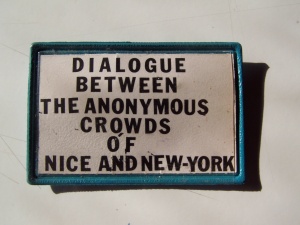 DIALOGUE
BETWEEN
THE ANONYMOUS
CROWDS
OF
NICE AND NEW-YORK